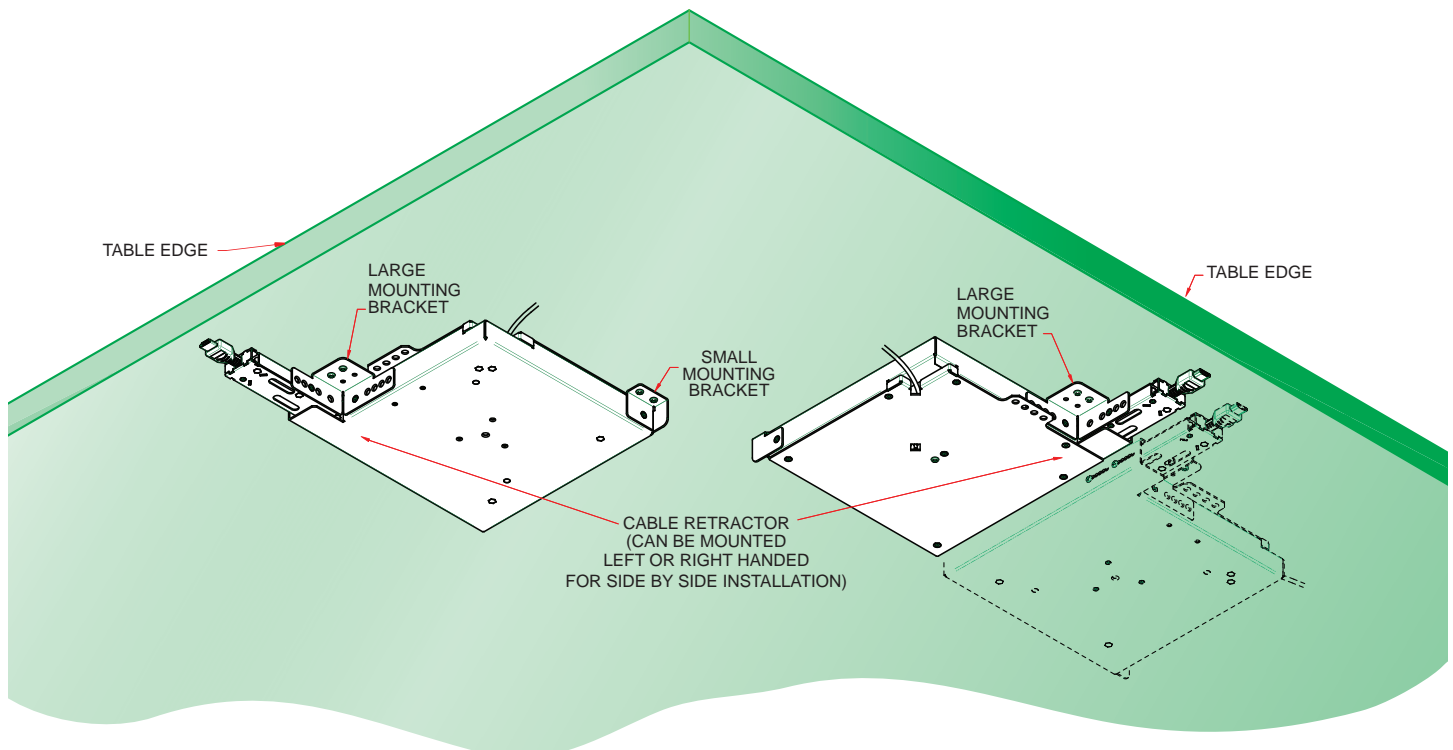 TABLE EDGE
LARGE
MOUNTING
BRACKET
SMALL
MOUNTING
BRACKET
LARGE
MOUNTING
BRACKET
TABLE EDGE
CABLE RETRACTOR
(CAN BE MOUNTED
LEFT OR RIGHT HANDED
FOR SIDE BY SIDE INSTALLATION)